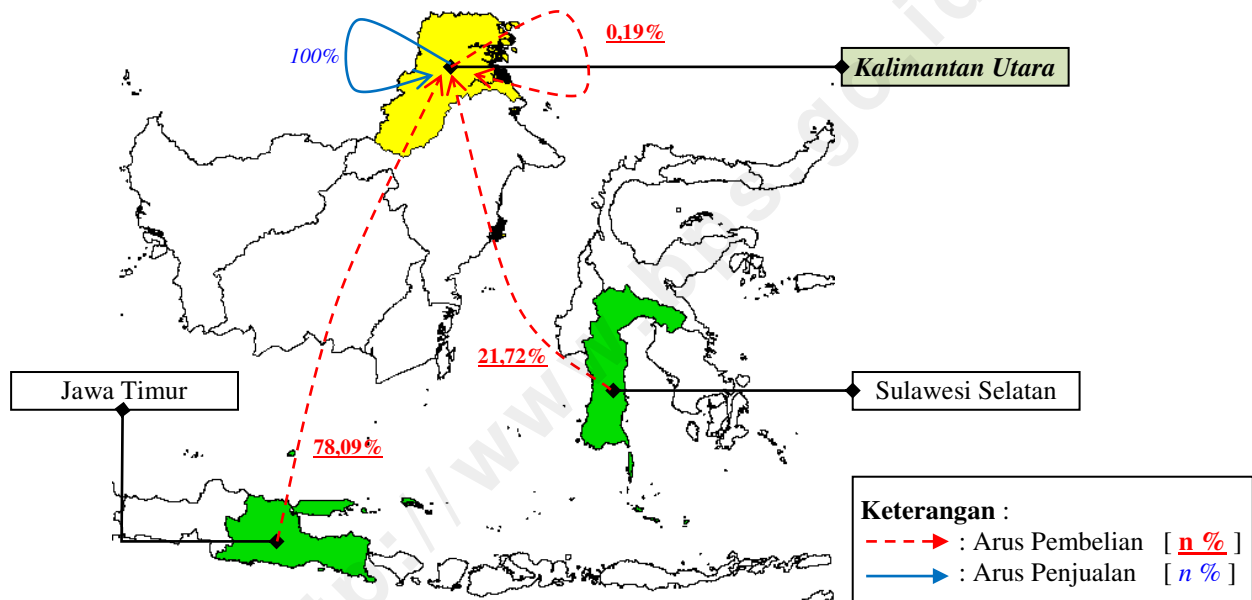 0,19%
100%
Kalimantan Utara
21,72%
Jawa Timur
Sulawesi Selatan
78,09%
Keterangan :
: Arus Pembelian [ n % ]
: Arus Penjualan [ n % ]